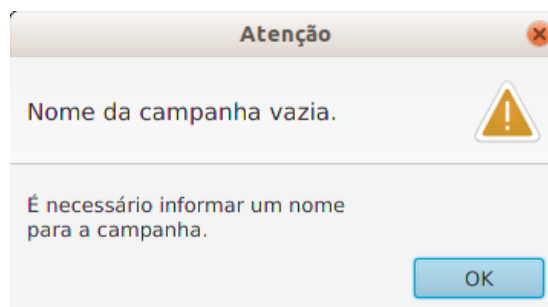 Atenção
Nome da campanha vazia.
É necessário informar um nome
para a campanha.
OK